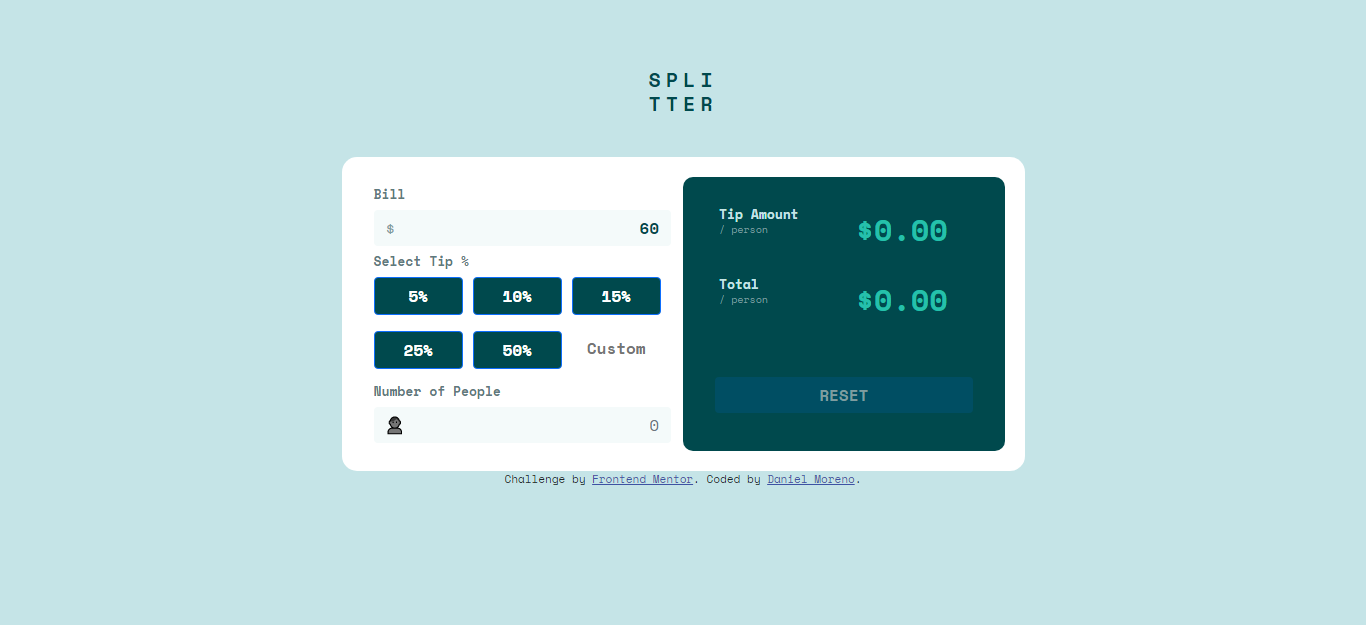 SPLI
TTER
Bill
$ 60
Select Tip %
5% 10% 15%
25% 50% Custom
Number of People
0
Tip Amount
/ person
$0.00
Total
/ person
$0.00
RESET
Challenge by Frontend Mentor. Coded by Daniel Moreno.